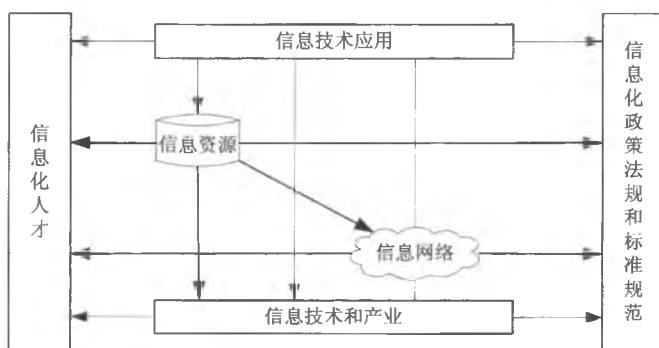 信息技术应用
信息化人才
信息资源
信息网络
信息技术和产业
信息化政策法规和标准规范